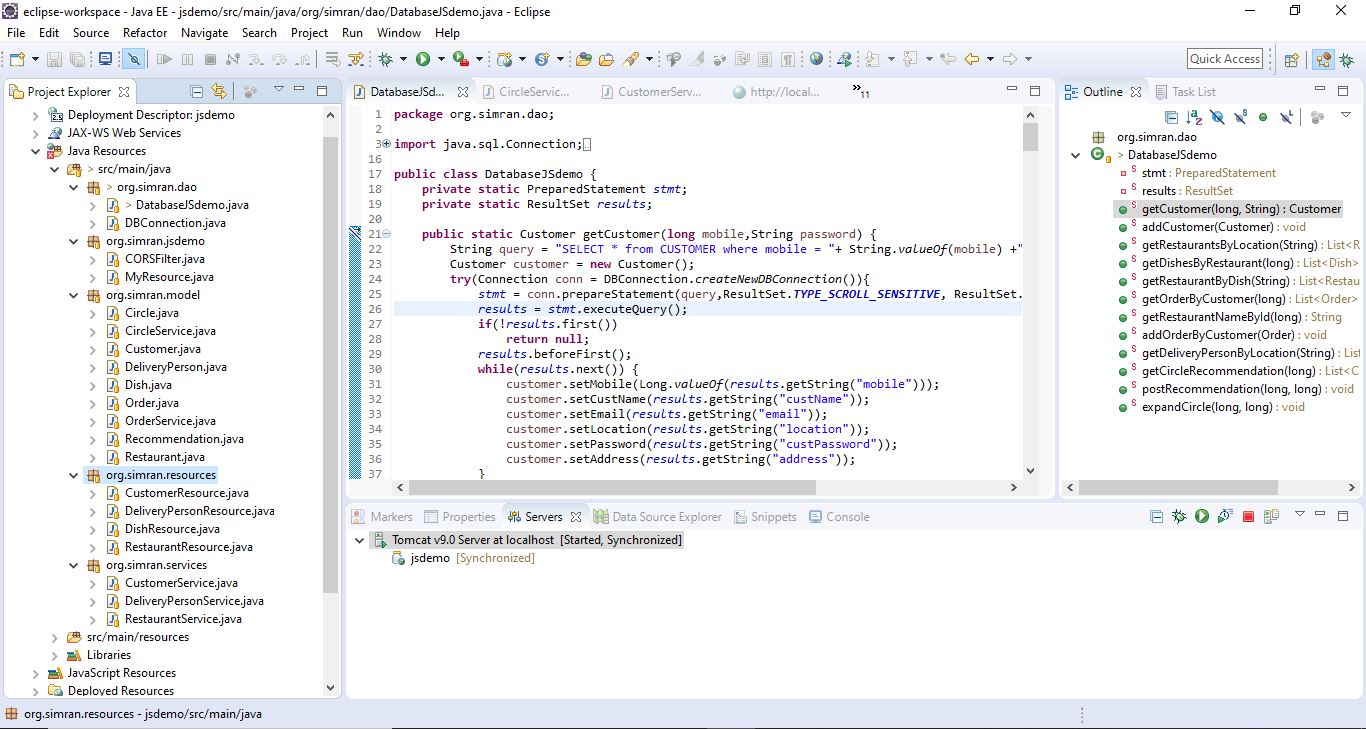 eclipse-workspace - Java EE - jsdemo/src/main/java/org/simran/dao/DatabaseJSdemo.java - Eclipse
File Edit Source Refactor Navigate Search Project Run Window Help
Quick Access
Project Explorer
Deployment Descriptor: jsdemo
JAX-WS Web Services
Java Resources
> src/main/java
> org.simran.dao
> DatabaseJSdemo.java
DBConnection.java
org.simran.jsdemo
CORSFilter.java
MyResource.java
org.simran.model
Circle.java
CircleService.java
Customer.java
DeliveryPerson.java
Dish.java
Order.java
OrderService.java
Recommendation.java
Restaurant.java
org.simran.resources
CustomerResource.java
DeliveryPersonResource.java
DishResource.java
RestaurantResource.java
org.simran.services
CustomerService.java
DeliveryPersonService.java
RestaurantService.java
src/main/resources
Libraries
JavaScript Resources
Deployed Resources
DatabaseJSd... CircleServic... CustomerServ... http://local... »11
1 package org.simran.dao;
2
3 import java.sql.Connection;
16
17 public class DatabaseJSdemo {
18 private static PreparedStatement stmt;
19 private static ResultSet results;
20
21 public static Customer getCustomer(long mobile,String password) {
22 String query = "SELECT * from CUSTOMER where mobile = "+ String.valueOf(mobile) +"
23 Customer customer = new Customer();
24 try(Connection conn = DBConnection.createNewDBConnection()){
25 stmt = conn.prepareStatement(query,ResultSet.TYPE_SCROLL_SENSITIVE, ResultSet.
26 results = stmt.executeQuery();
27 if(!results.first())
28 return null;
29 results.beforeFirst();
30 while(results.next()) {
31 customer.setMobile(Long.valueOf(results.getString("mobile")));
32 customer.setCustName(results.getString("custName"));
33 customer.setEmail(results.getString("email"));
34 customer.setLocation(results.getString("location"));
35 customer.setPassword(results.getString("custPassword"));
36 customer.setAddress(results.getString("address"));
37 }
Outline Task List
org.simran.dao
> DatabaseJSdemo
stmt : PreparedStatement
results : ResultSet
getCustomer(long, String) : Customer
addCustomer(Customer) : void
getRestaurantsByLocation(String) : List<R
getDishesByRestaurant(long) : List<Dish>
getRestaurantByDish(String) : List<Restau
getOrderByCustomer(long) : List<Order>
getRestaurantNameById(long) : String
addOrderByCustomer(Order) : void
getDeliveryPersonByLocation(String) : List
getCircleRecommendation(long) : List<C
postRecommendation(long, long) : void
expandCircle(long, long) : void
Markers Properties Servers Data Source Explorer Snippets Console
Tomcat v9.0 Server at localhost [Started, Synchronized]
jsdemo [Synchronized]
org.simran.resources - jsdemo/src/main/java